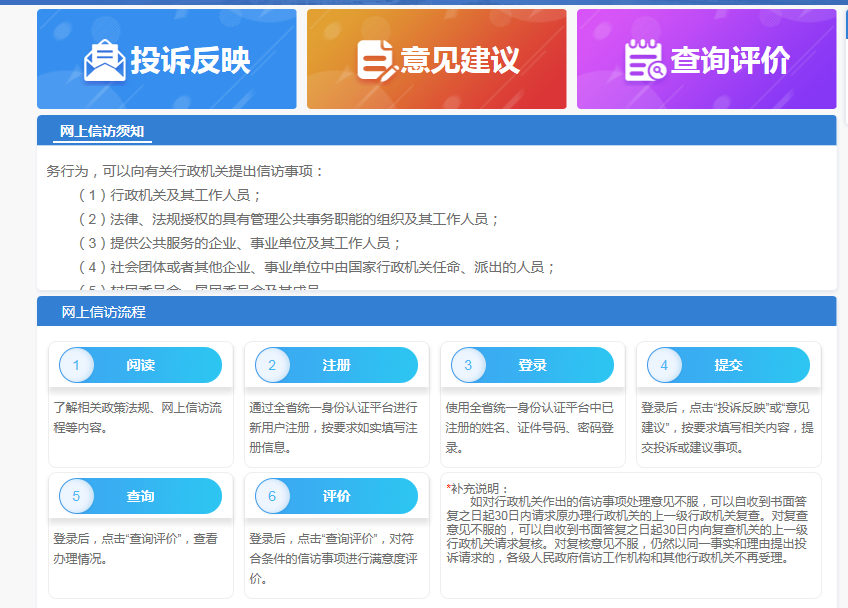 投诉反映
意见建议
查询评价
网上信访须知
务行为，可以向有关行政机关提出信访事项：
（1）行政机关及其工作人员；
（2）法律、法规授权的具有管理公共事务职能的组织及其工作人员；
（3）提供公共服务的企业、事业单位及其工作人员；
（4）社会团体或者其他企业、事业单位中由国家行政机关任命、派出的人员；
（5）村民委员会、居民委员会及其成员
网上信访流程
1 阅读
了解相关政策法规、网上信访流
程等内容。
2 注册
通过全省统一身份认证平台进行
新用户注册，按要求如实填写注
册信息。
3 登录
使用全省统一身份认证平台中已
注册的姓名、证件号码、密码登
录。
4 提交
登录后，点击“投诉反映”或“意见
建议”，按要求填写相关内容，提
交投诉或建议事项。
5 查询
登录后，点击“查询评价”，查看
办理情况。
6 评价
登录后，点击“查询评价”，对符
合条件的信访事项进行满意度评
价。
*补充说明：
如对行政机关作出的信访事项处理意见不服，可以自收到书面答
复之日起30日内请求原办理行政机关的上一级行政机关复查。对复查
意见不服的，可以自收到书面答复之日起30日内向复查机关的上一级
行政机关请求复核。对复核意见不服，仍然以同一事实和理由提出投
诉请求的，各级人民政府信访工作机构和其他行政机关不再受理。